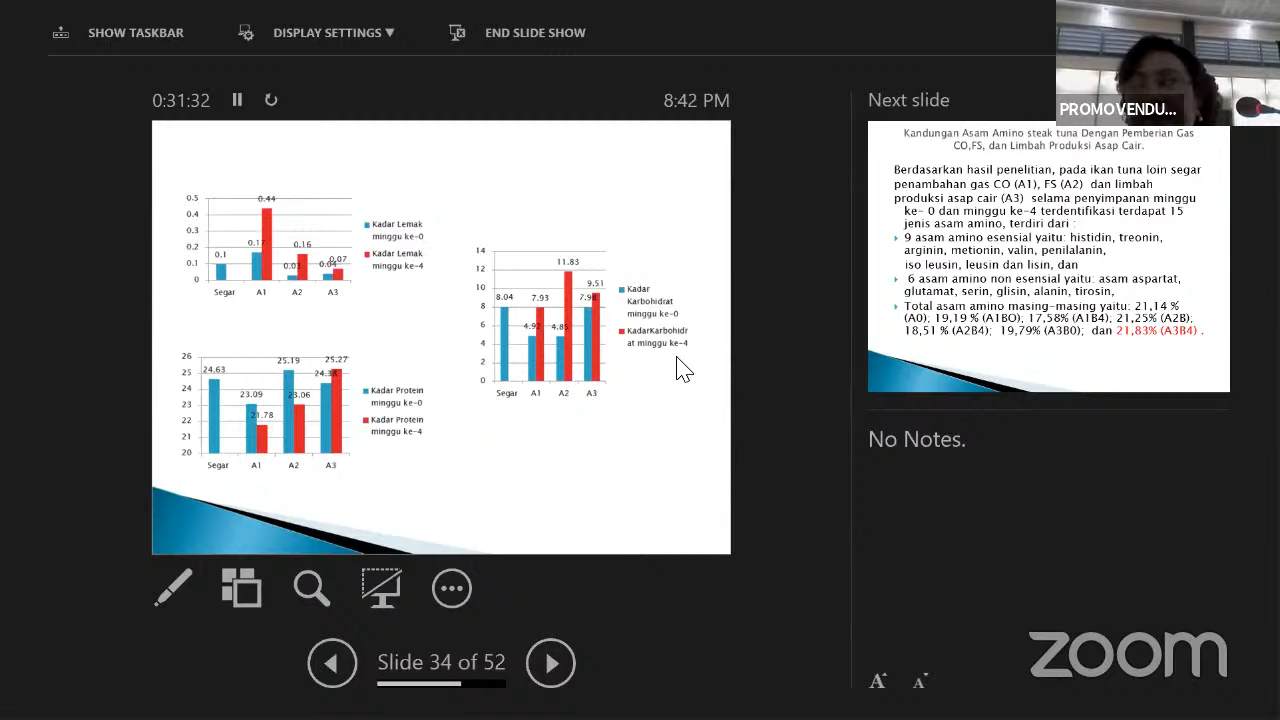 SHOW TASKBAR
DISPLAY SETTINGS ▼
END SLIDE SHOW
0:31:32
8:42 PM
Next slide
PROMOVENDU...
0.5
0.4
0.3
0.2
0.1
0
0.1
0.17
0.44
0.03
0.16
0.04
0.07
Segar A1 A2 A3
Kadar Lemak
minggu ke-0
Kadar Lemak
minggu ke-4
14
12
10
8
6
4
2
0
8.04
4.92
7.93
4.85
11.83
7.98
9.51
Segar A1 A2 A3
Kadar
Karbohidrat
minggu ke-0
KadarKarbohidr
at minggu ke-4
26
25
24
23
22
21
20
24.63
23.09
21.78
25.19
23.06
24.38
25.27
Segar A1 A2 A3
Kadar Protein
minggu ke-0
Kadar Protein
minggu ke-4
Kandungan Asam Amino steak tuna Dengan Pemberian Gas
CO,FS, dan Limbah Produksi Asap Cair.
Berdasarkan hasil penelitian, pada ikan tuna loin segar
penambahan gas CO (A1), FS (A2) dan limbah
produksi asap cair (A3) selama penyimpanan minggu
ke- 0 dan minggu ke-4 terdentifikasi terdapat 15
jenis asam amino, terdiri dari :
9 asam amino esensial yaitu: histidin, treonin,
arginin, metionin, valin, penilalanin,
iso leusin, leusin dan lisin, dan
6 asam amino non esensial yaitu: asam aspartat,
glutamat, serin, glisin, alanin, tirosin,
Total asam amino masing-masing yaitu: 21,14 %
(A0); 19,19 % (A1BO); 17,58% (A1B4); 21,25% (A2B);
18,51 % (A2B4); 19,79% (A3B0); dan 21,83% (A3B4) .
No Notes.
Slide 34 of 52
A A
zoom